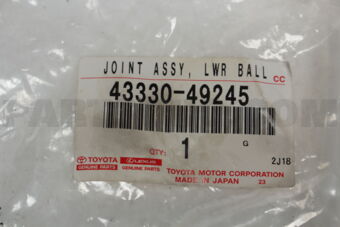 JOINT ASSY, LWR BALL
CC
43330-49245
QTY: 1
G
2J18
TOYOTA LEXUS
GENUINE PARTS GENUINE PARTS
TOYOTA MOTOR CORPORATION
MADE IN JAPAN 23